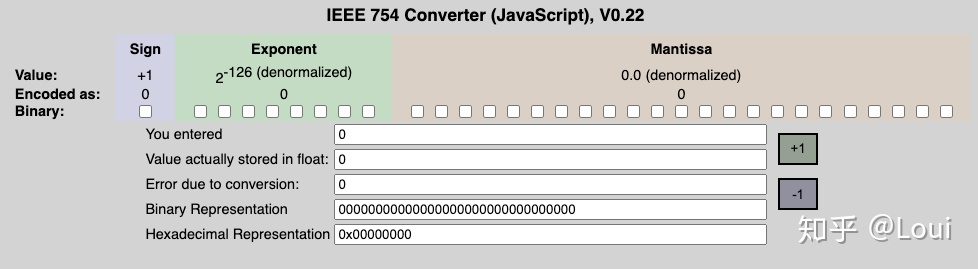 IEEE 754 Converter (JavaScript), V0.22
Sign Exponent Mantissa
Value: +1 2-126 (denormalized) 0.0 (denormalized)
Encoded as: 0 0 0
Binary:
You entered 0
Value actually stored in float: 0 +1
Error due to conversion: 0 -1
Binary Representation 00000000000000000000000000000000
Hexadecimal Representation 0x00000000
知乎 @Loui